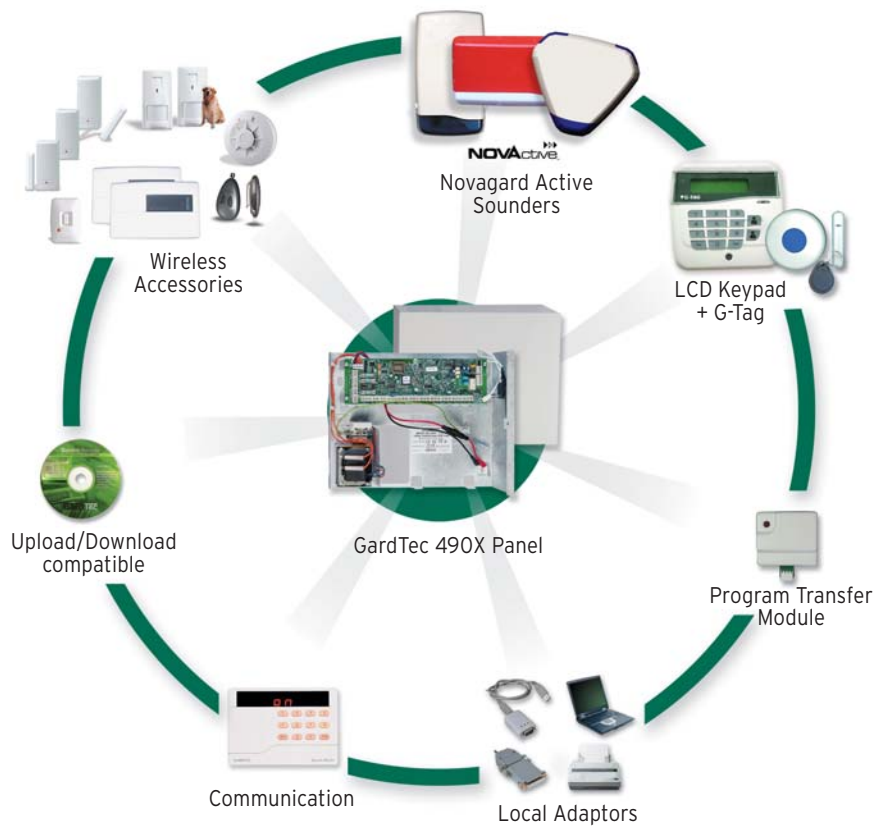 NOVActive
Novagard Active
Sounders
Wireless
Accessories
G-TAG
LCD Keypad
+ G-Tag
GardTec 490X Panel
Upload/Download
compatible
Program Transfer
Module
Communication
Local Adaptors